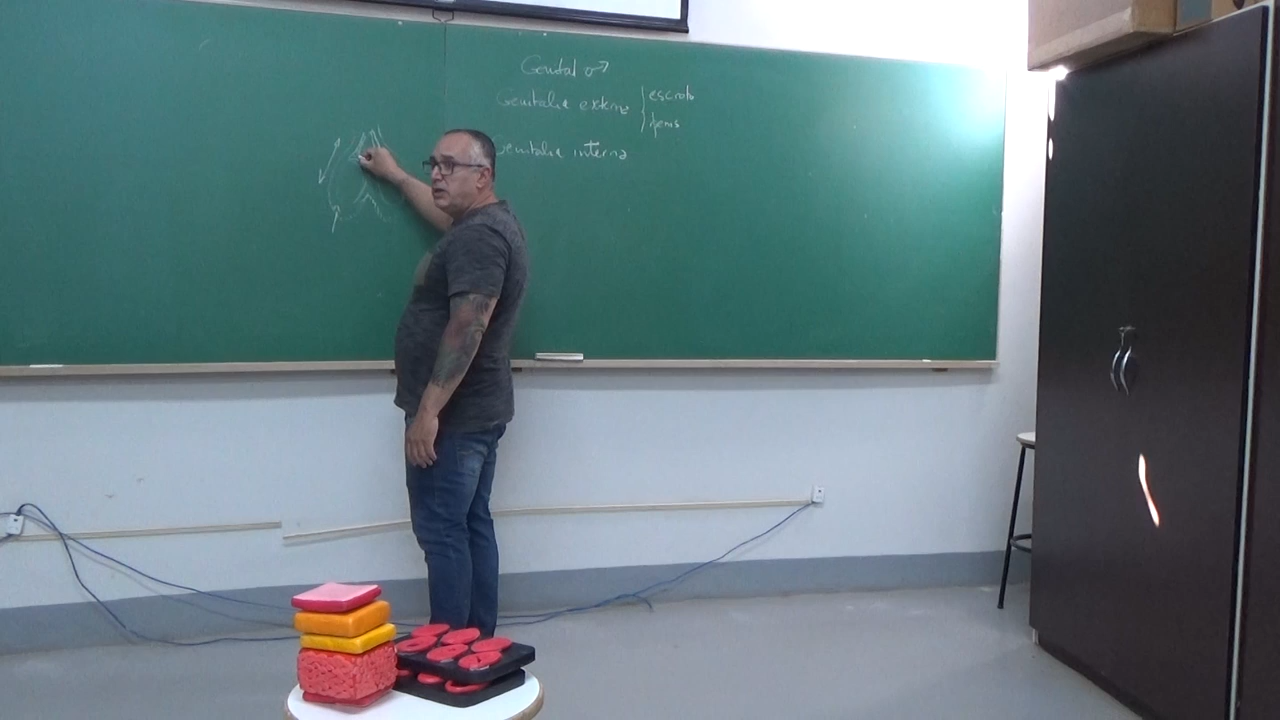 Genital ♂
Genitalia externa } escroto
} pênis
Genitalia interna